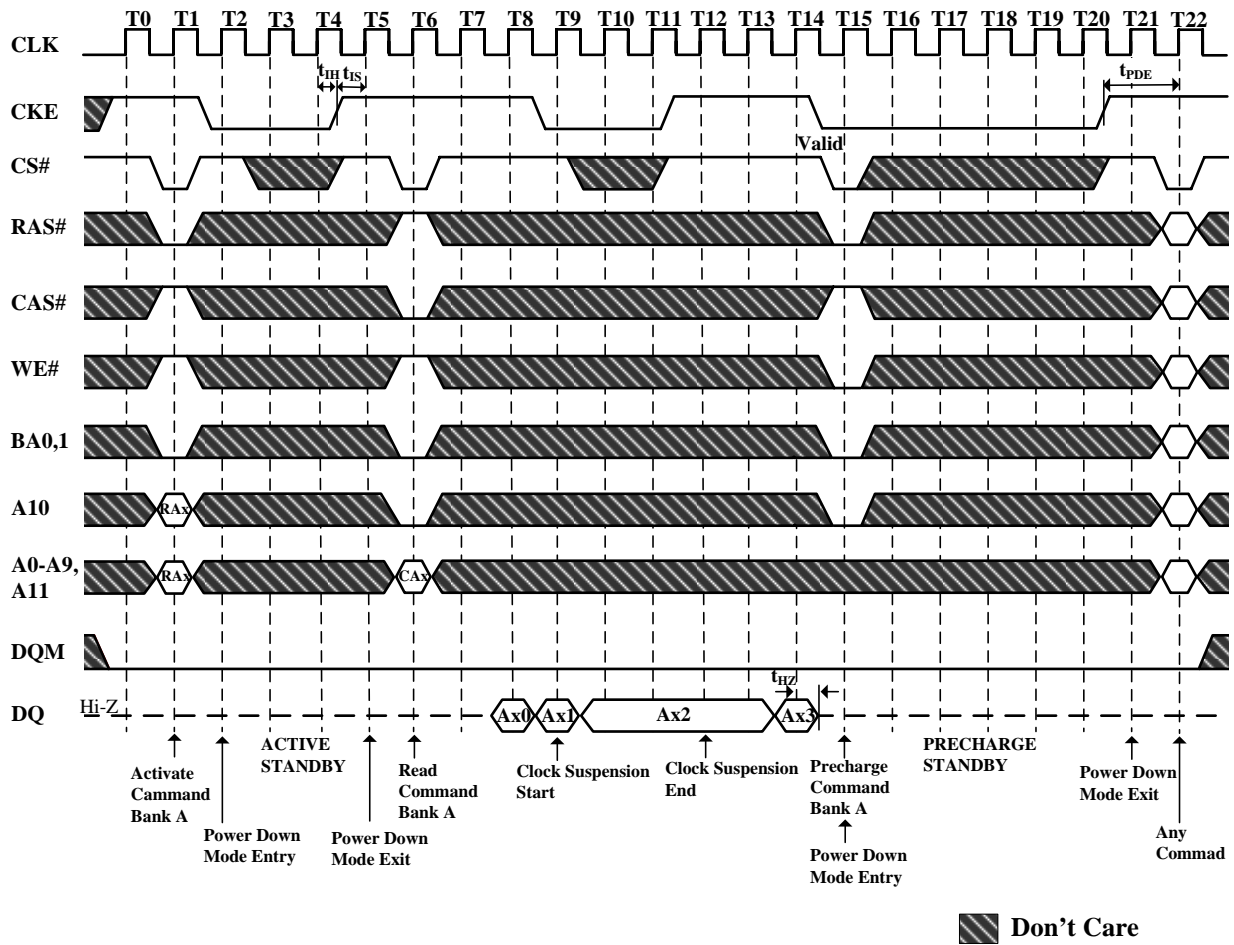 T0 T1 T2 T3 T4 T5 T6 T7 T8 T9 T10 T11 T12 T13 T14 T15 T16 T17 T18 T19 T20 T21 T22
CLK
tIH tIS tPDE
CKE
Valid
CS#
RAS#
CAS#
WE#
BA0,1
A10 RAx
A0-A9,
A11
RAx CAx
DQM
tHZ
DQ Hi-Z Ax0 Ax1 Ax2 Ax3
Activate
Cammand
Bank A
Power Down
Mode Entry
ACTIVE
STANDBY
Power Down
Mode Exit
Read
Command
Bank A
Clock Suspension
Start
Clock Suspension
End
Precharge
Command
Bank A
Power Down
Mode Entry
PRECHARGE
STANDBY
Power Down
Mode Exit
Any
Commad
Don't Care